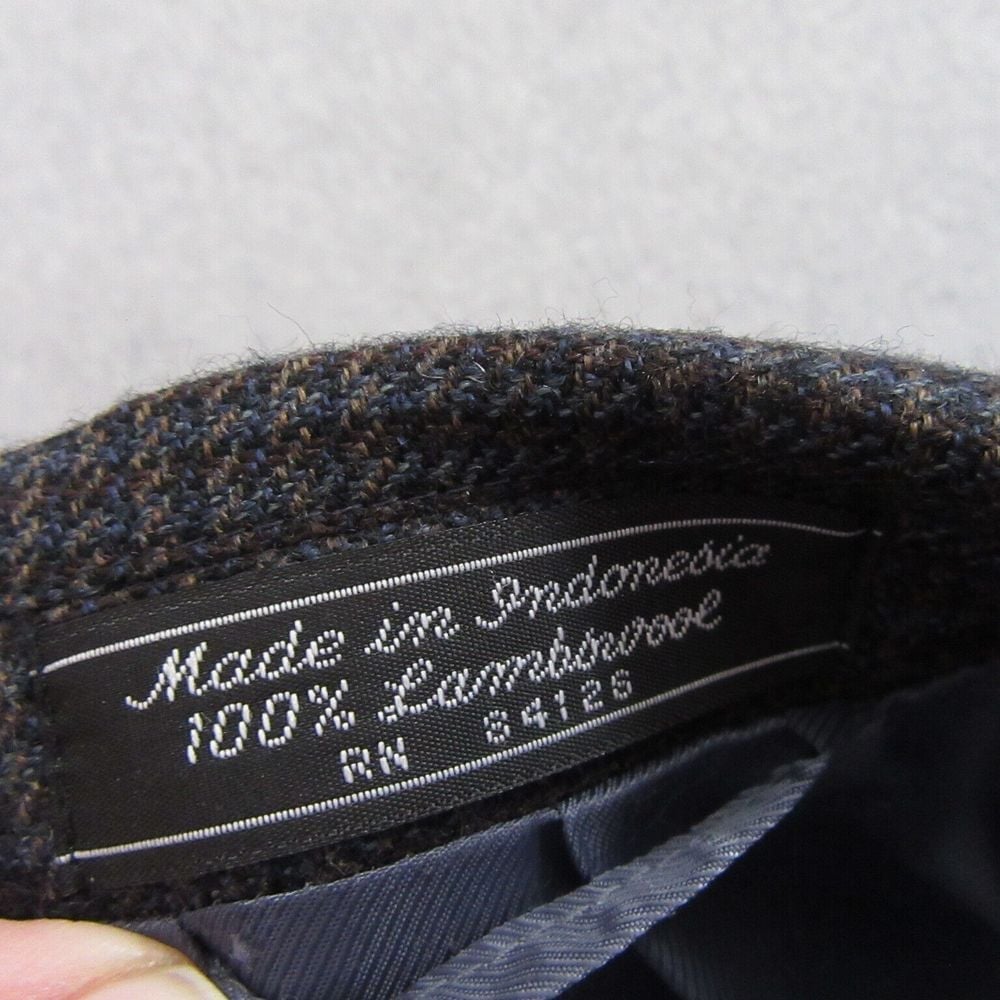 Made in Indonesia
100% Lambswool
RN 84126